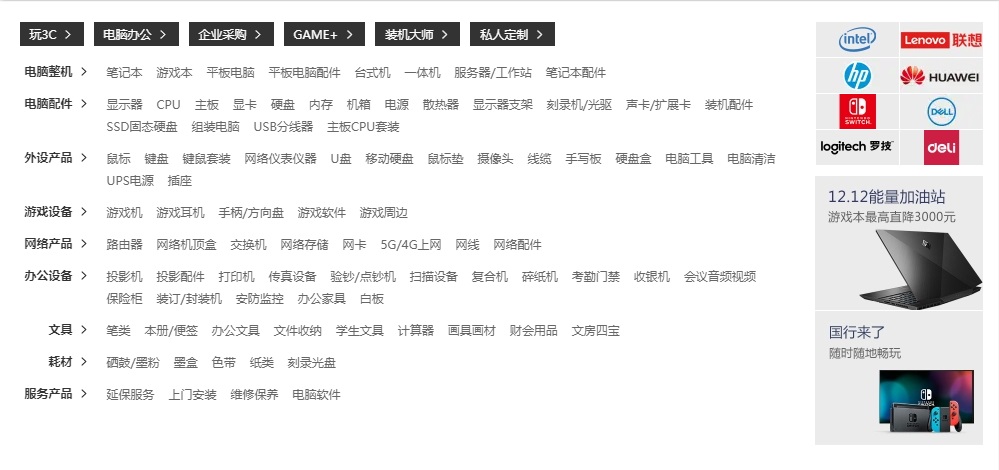 玩3C > 电脑办公 > 企业采购 > GAME+ > 装机大师 > 私人定制 >
电脑整机 > 笔记本 游戏本 平板电脑 平板电脑配件 台式机 一体机 服务器/工作站 笔记本配件
电脑配件 > 显示器 CPU 主板 显卡 硬盘 内存 机箱 电源 散热器 显示器支架 刻录机/光驱 声卡/扩展卡 装机配件
SSD固态硬盘 组装电脑 USB分线器 主板CPU套装
外设产品 > 鼠标 键盘 键鼠套装 网络仪表仪器 U盘 移动硬盘 鼠标垫 摄像头 线缆 手写板 硬盘盒 电脑工具 电脑清洁
UPS电源 插座
游戏设备 > 游戏机 游戏耳机 手柄/方向盘 游戏软件 游戏周边
网络产品 > 路由器 网络机顶盒 交换机 网络存储 网卡 5G/4G上网 网线 网络配件
办公设备 > 投影机 投影配件 打印机 传真设备 验钞/点钞机 扫描设备 复合机 碎纸机 考勤门禁 收银机 会议音频视频
保险柜 装订/封装机 安防监控 办公家具 白板
文具 > 笔类 本册/便签 办公文具 文件收纳 学生文具 计算器 画具画材 财会用品 文房四宝
耗材 > 硒鼓/墨粉 墨盒 色带 纸类 刻录光盘
服务产品 > 延保服务 上门安装 维修保养 电脑软件
intel Lenovo 联想
hp HUAWEI
NINTENDO SWITCH. DELL
logitech 罗技 deli
12.12能量加油站
游戏本最高直降3000元
国行来了
随时随地畅玩